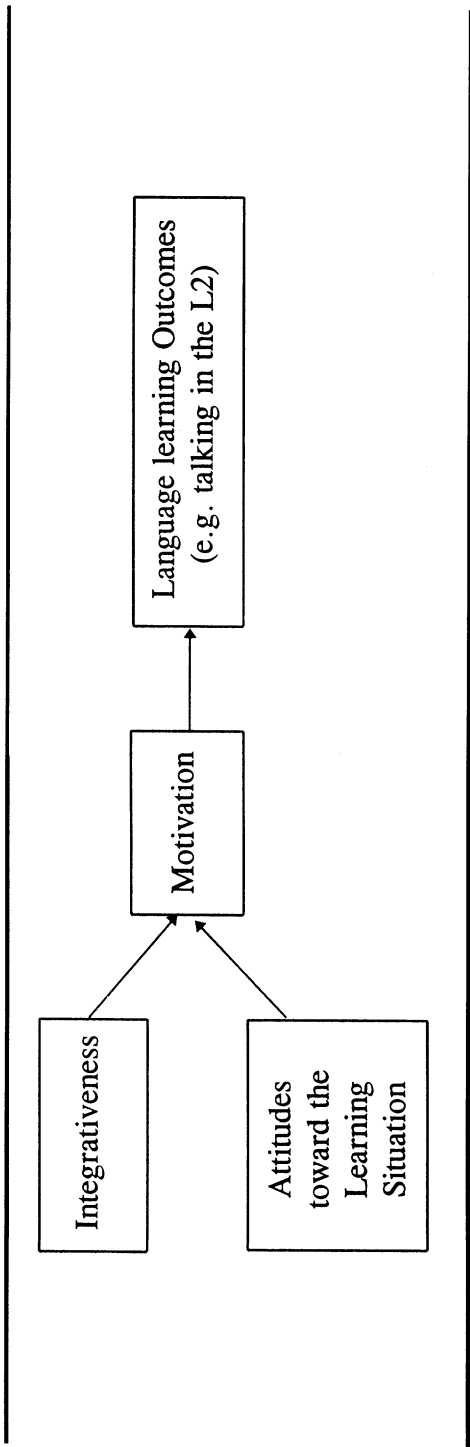 Integrativeness
Attitudes
toward the
Learning
Situation
Motivation
Language learning Outcomes
(e.g. talking in the L2)